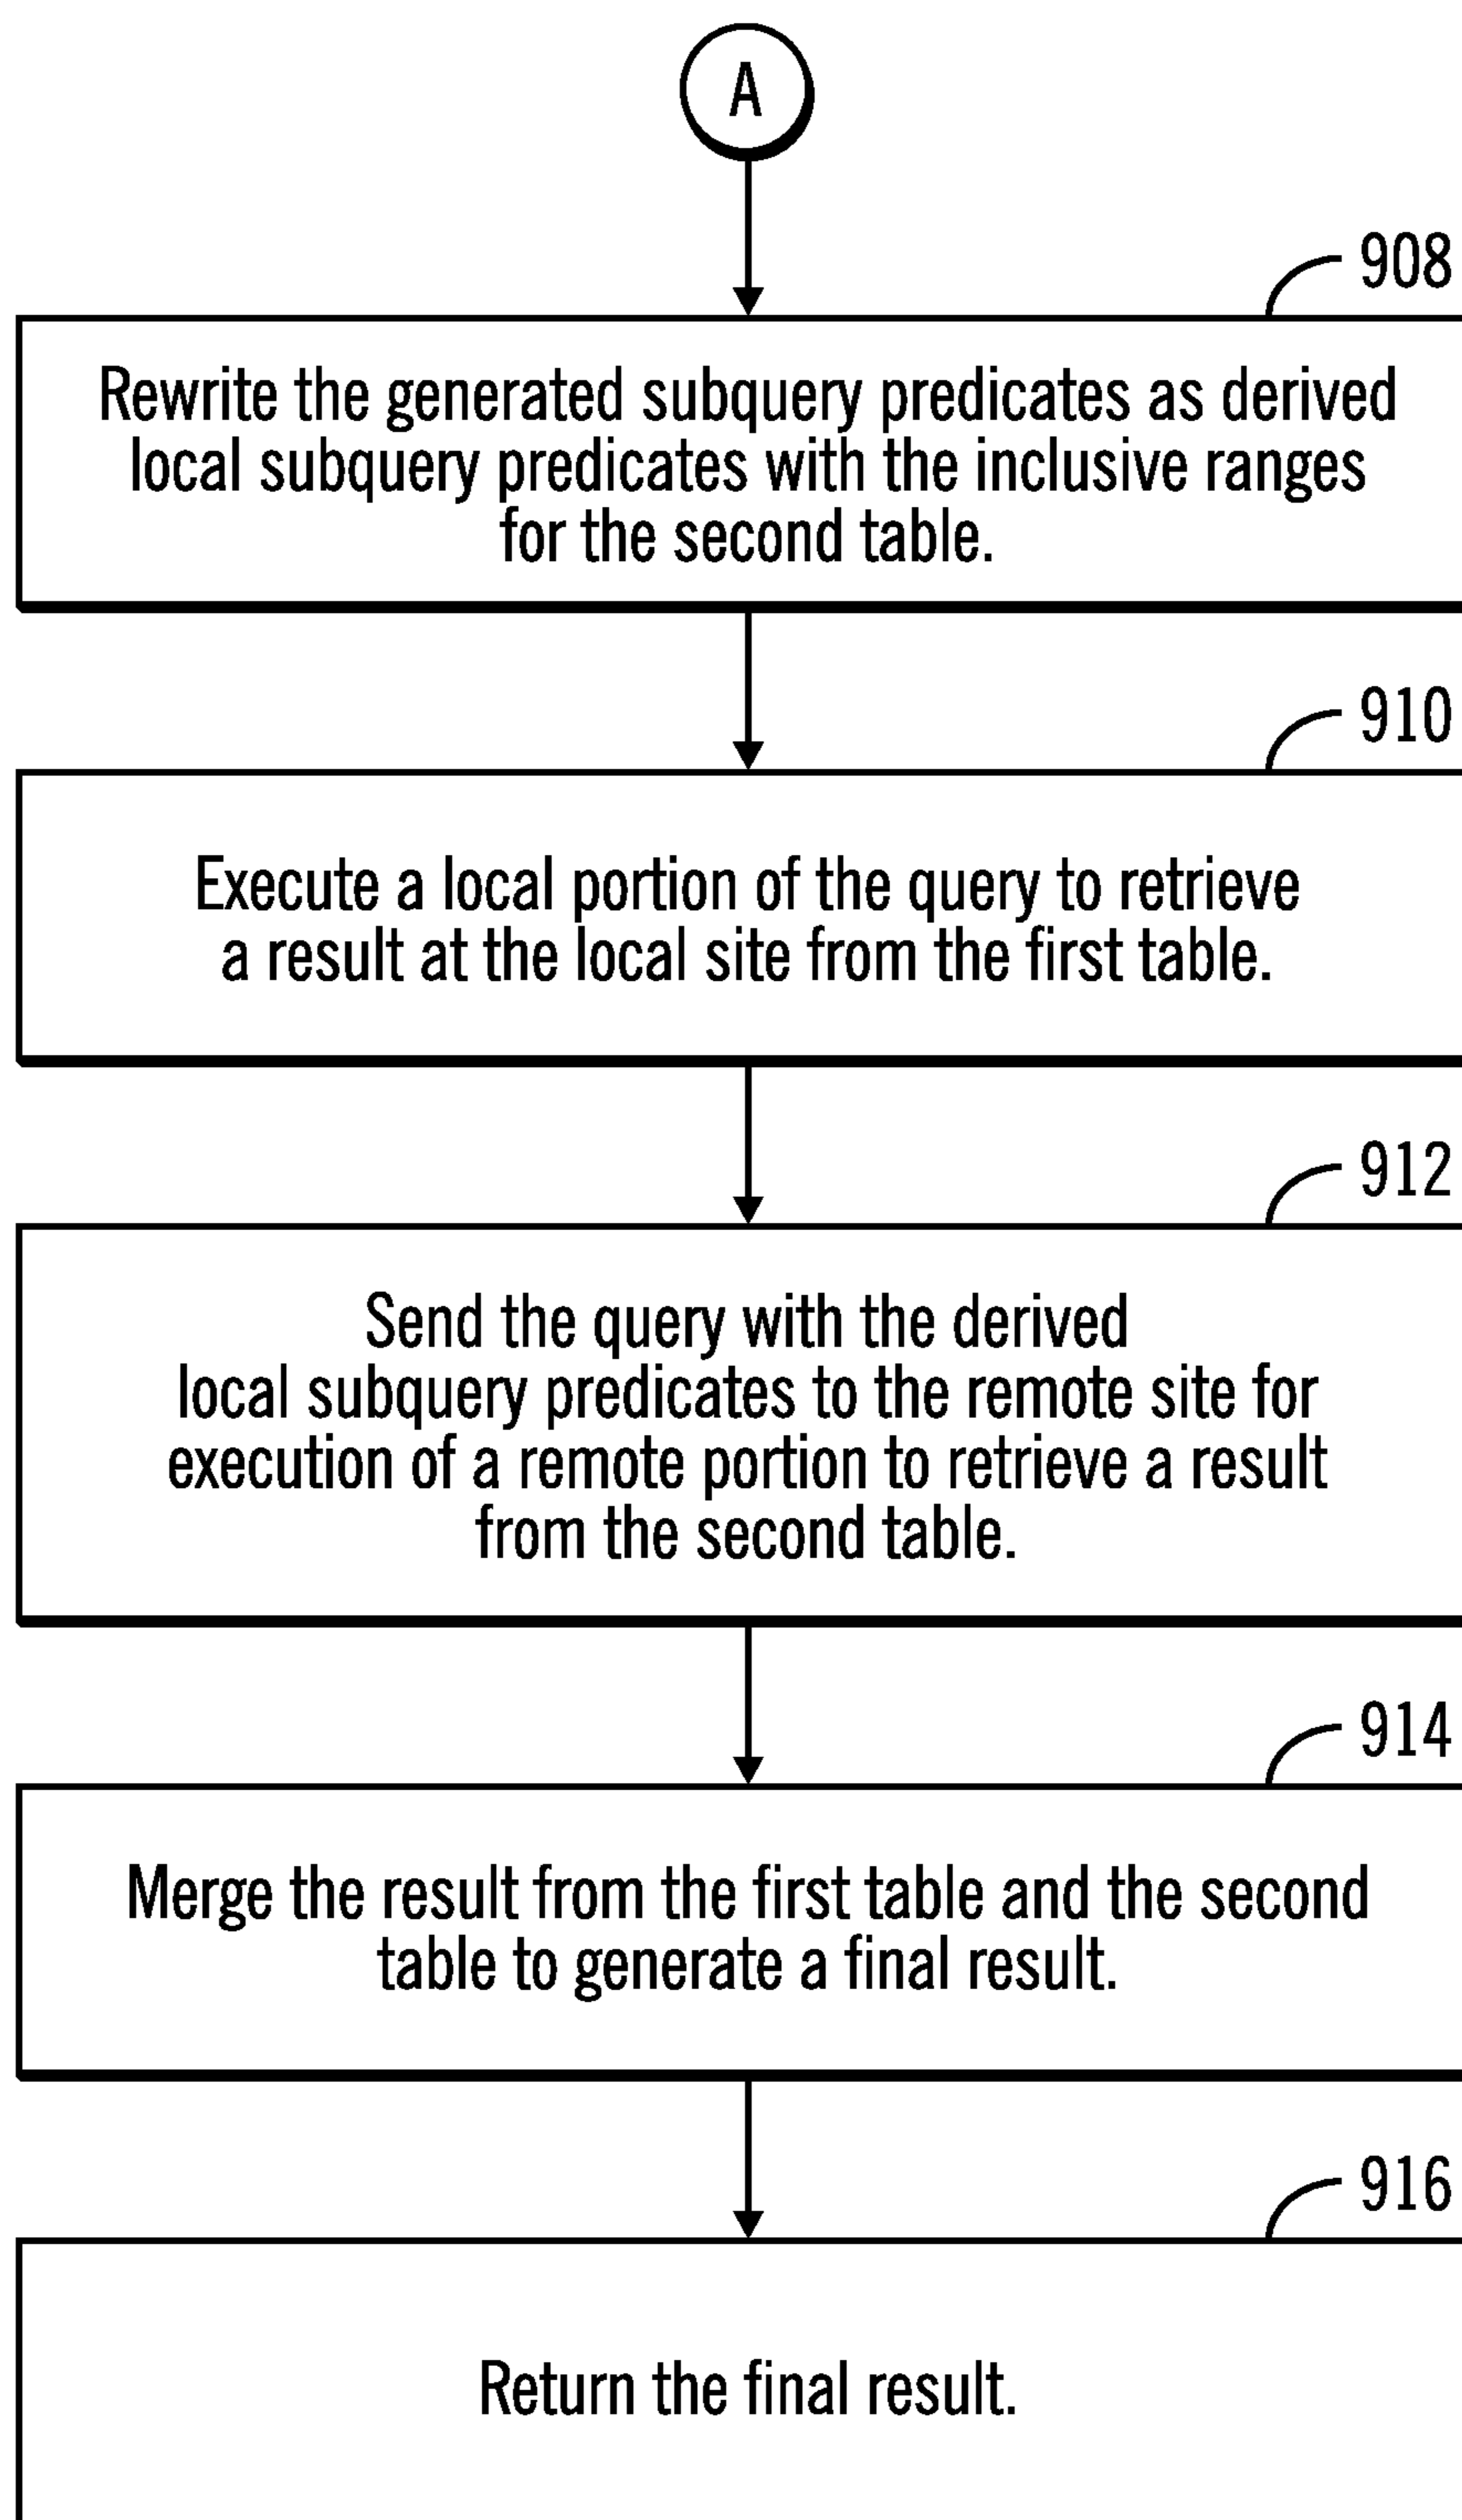 A
908
Rewrite the generated subquery predicates as derived
local subquery predicates with the inclusive ranges
for the second table.
910
Execute a local portion of the query to retrieve
a result at the local site from the first table.
912
Send the query with the derived
local subquery predicates to the remote site for
execution of a remote portion to retrieve a result
from the second table.
914
Merge the result from the first table and the second
table to generate a final result.
916
Return the final result.